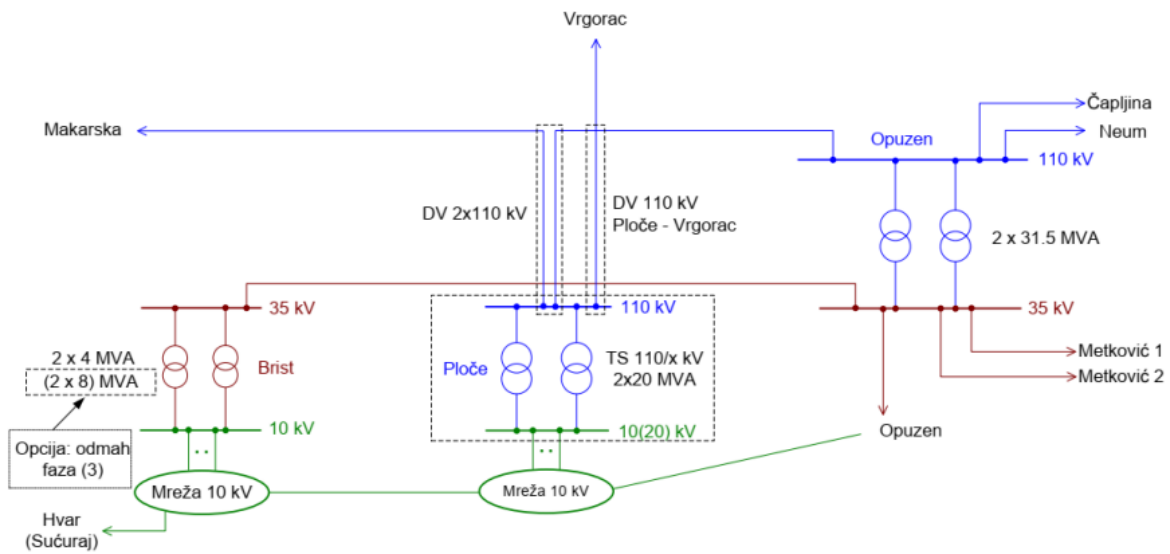 Vrgorac
Čapljina
Makarska
Neum
Opuzen
110 kV
DV 2x110 kV
DV 110 kV
Ploče - Vrgorac
2 x 31.5 MVA
35 kV
110 kV
35 kV
2 x 4 MVA
(2 x 8) MVA
Brist
Ploče
TS 110/x kV
2x20 MVA
Metković 1
Metković 2
10 kV
10(20) kV
Opuzen
Opcija: odmah
faza (3)
Mreža 10 kV
Mreža 10 kV
Hvar
(Sućuraj)